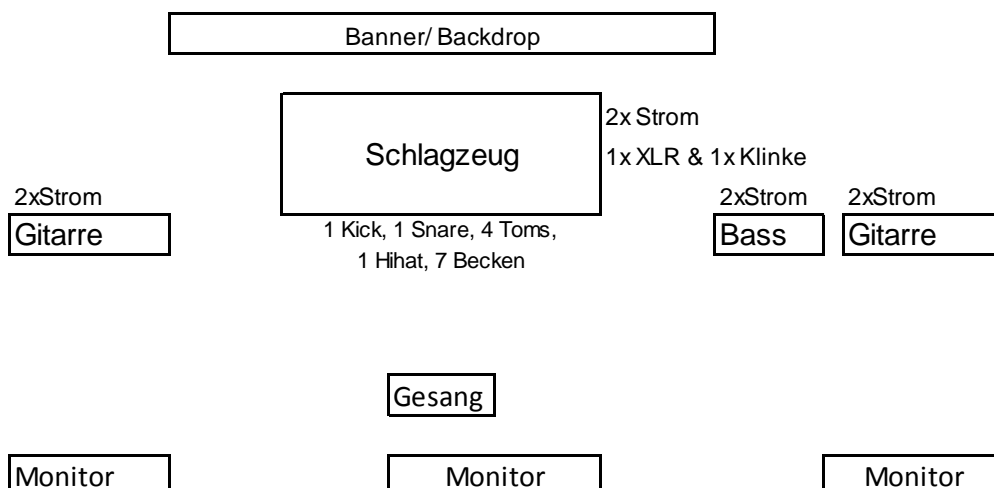 Banner/ Backdrop
Schlagzeug
2x Strom
1x XLR & 1x Klinke
2xStrom
Gitarre
1 Kick, 1 Snare, 4 Toms,
1 Hihat, 7 Becken
2xStrom
Bass
2xStrom
Gitarre
Gesang
Monitor
Monitor
Monitor